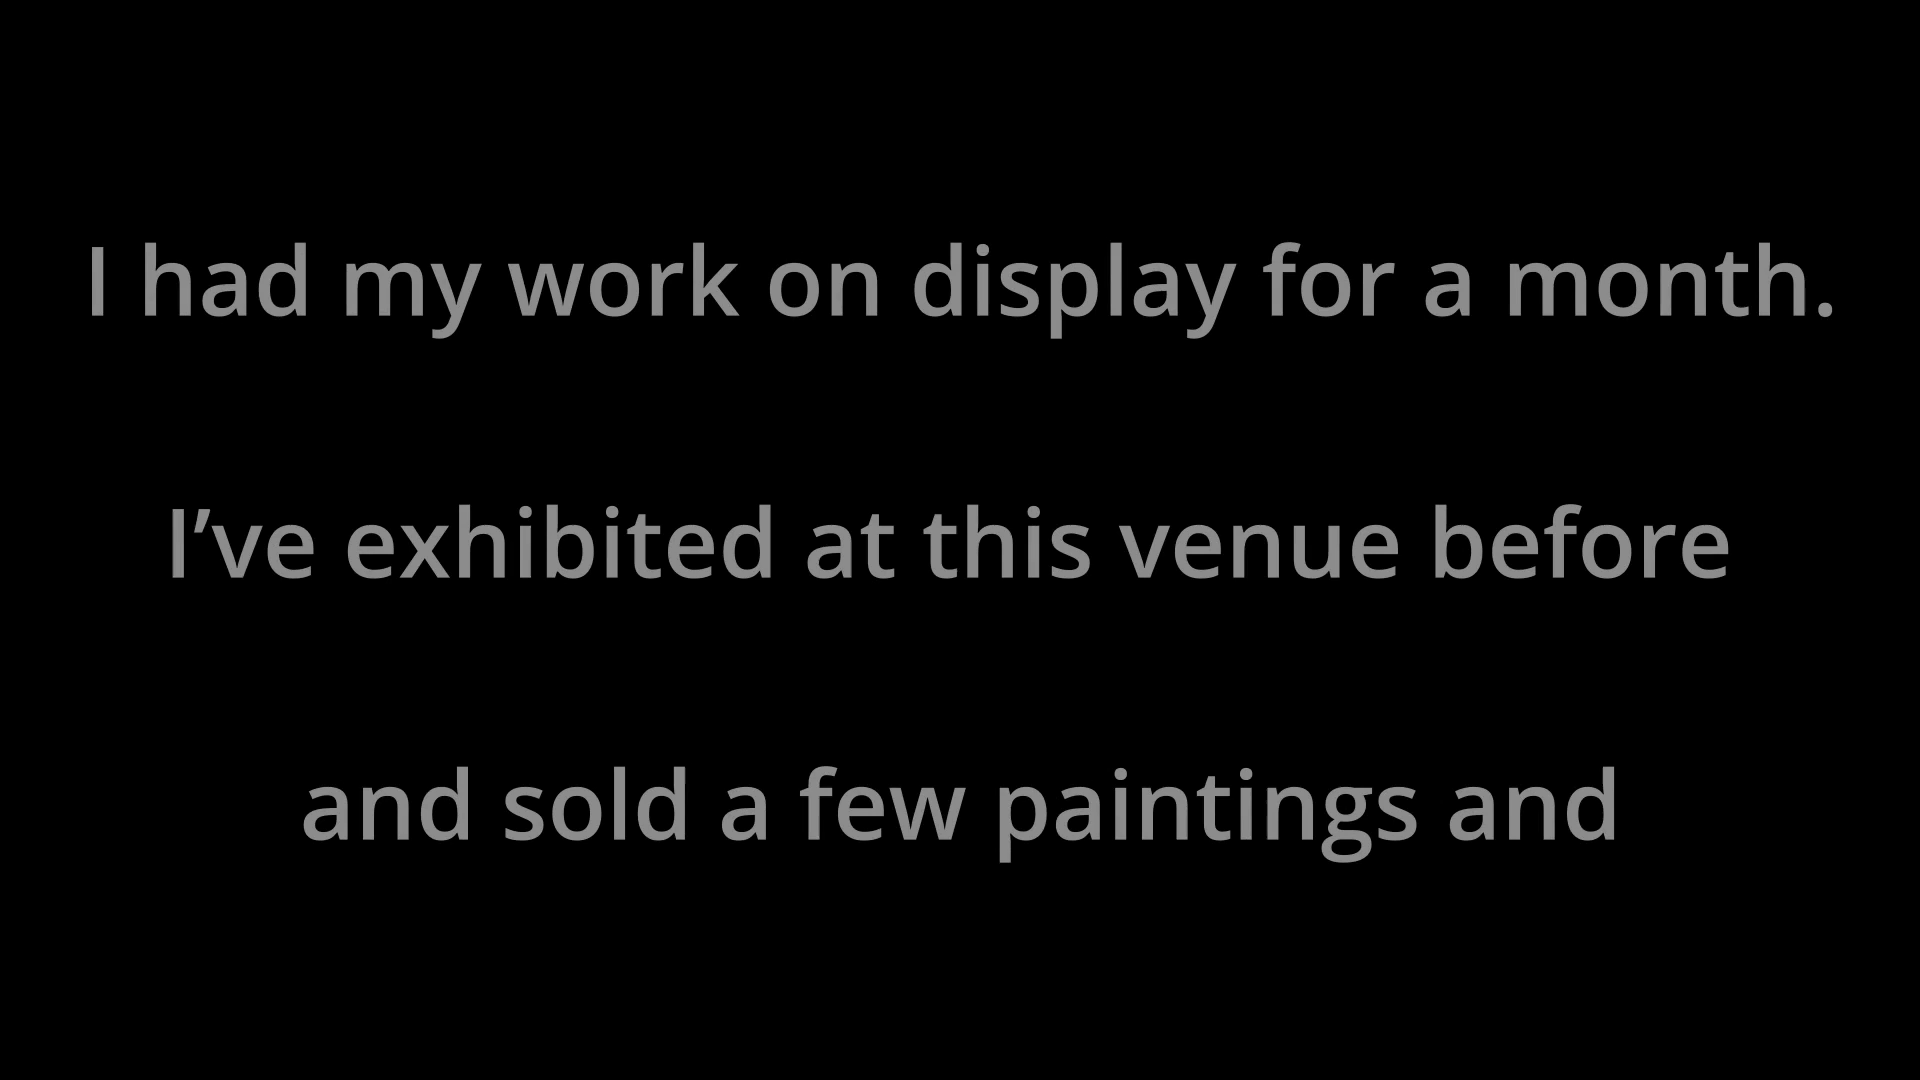 I had my work on display for a month.
I’ve exhibited at this venue before
and sold a few paintings and